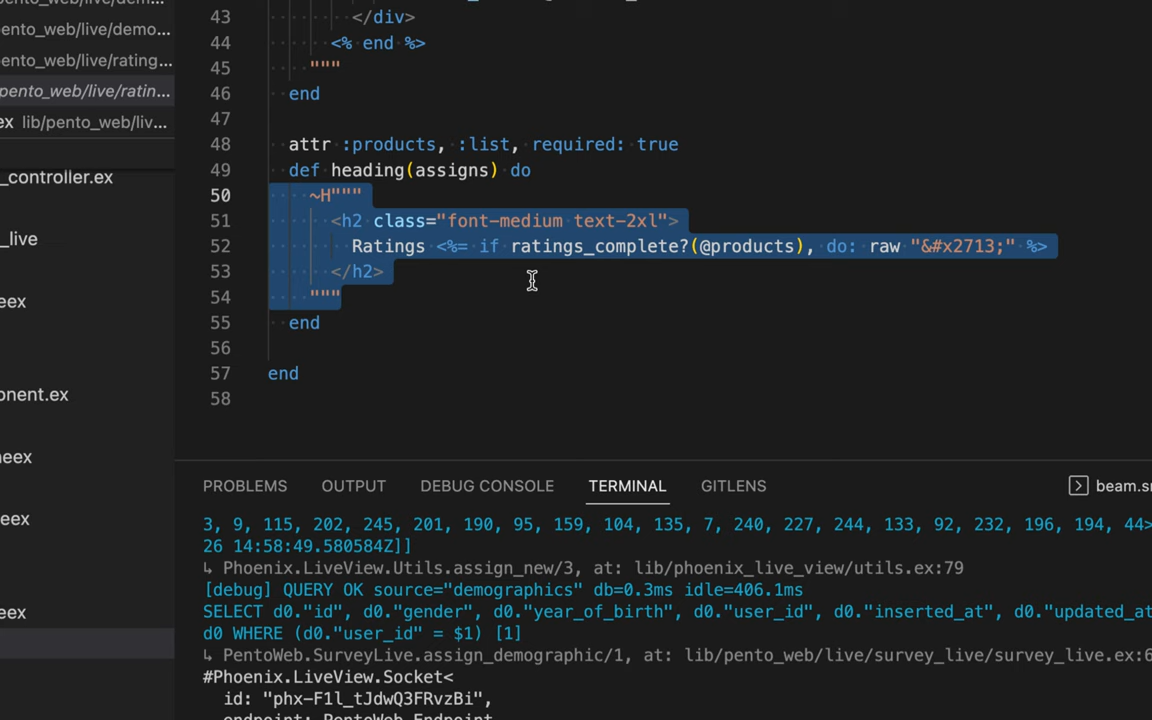 pento_web/live/demo...
pento_web/live/rating...
pento_web/live/ratin...
ex lib/pento_web/liv...
_controller.ex
_live
eex
onent.ex
heex
eex
eex
43 </div>
44 <% end %>
45 """
46 end
47
48 attr :products, :list, required: true
49 def heading(assigns) do
50 ~H"""
51 <h2 class="font-medium text-2xl">
52 Ratings <%= if ratings_complete?(@products), do: raw "&#x2713;" %>
53 </h2>
54 """
55 end
56
57 end
58
PROBLEMS OUTPUT DEBUG CONSOLE TERMINAL GITLENS beam.sm
3, 9, 115, 202, 245, 201, 190, 95, 159, 104, 135, 7, 240, 227, 244, 133, 92, 232, 196, 194, 44>
26 14:58:49.580584Z]]
↳ Phoenix.LiveView.Utils.assign_new/3, at: lib/phoenix_live_view/utils.ex:79
[debug] QUERY OK source="demographics" db=0.3ms idle=406.1ms
SELECT d0."id", d0."gender", d0."year_of_birth", d0."user_id", d0."inserted_at", d0."updated_at
d0 WHERE (d0."user_id" = $1) [1]
↳ PentoWeb.SurveyLive.assign_demographic/1, at: lib/pento_web/live/survey_live/survey_live.ex:6
#Phoenix.LiveView.Socket<
id: "phx-F1l_tJdwQ3FRvzBi",
endpoint: PentoWeb.Endpoint